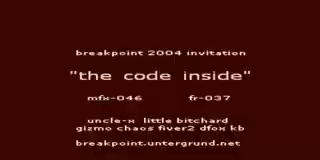 breakpoint 2004 invitation
"the code inside"
mfx-046 fr-037
uncle-x little bitchard
gizmo chaos fiver2 dfox kb
breakpoint.untergrund.net